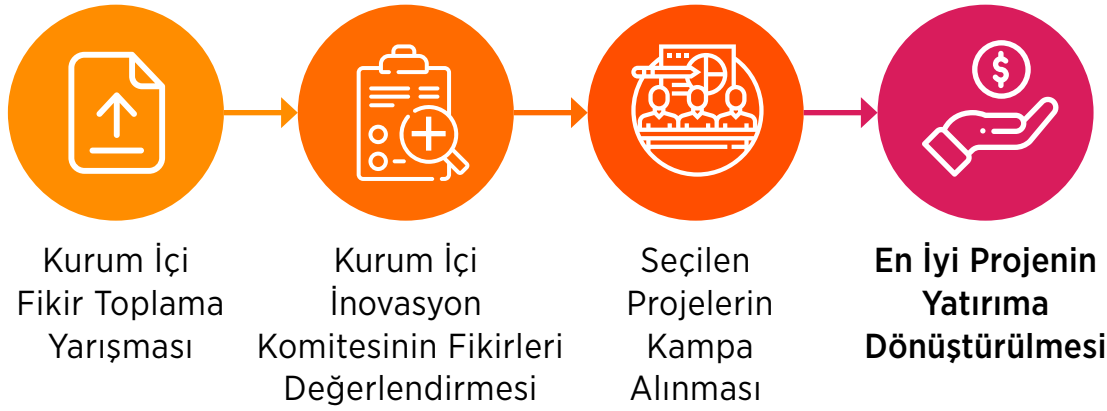 Kurum İçi
Fikir Toplama
Yarışması
Kurum İçi
İnovasyon
Komitesinin Fikirleri
Değerlendirmesi
Seçilen
Projelerin
Kampa
Alınması
En İyi Projenin
Yatırıma
Dönüştürülmesi